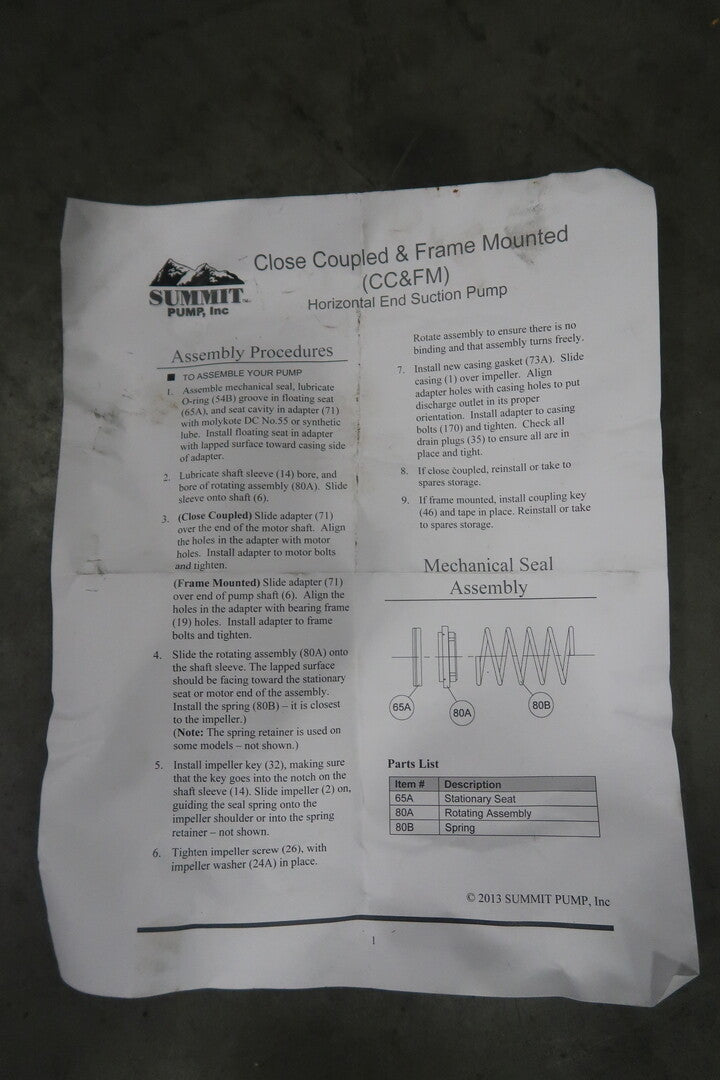 SUMMIT
PUMP, Inc
Close Coupled & Frame Mounted
(CC&FM)
Horizontal End Suction Pump
Assembly Procedures
■ TO ASSEMBLE YOUR PUMP
1. Assemble mechanical seal, lubricate
O-ring (54B) groove in floating seat
(65A), and seat cavity in adapter (71)
with molykote DC No.55 or synthetic
lube. Install floating seat in adapter
with lapped surface toward casing side
of adapter.
2. Lubricate shaft sleeve (14) bore, and
bore of rotating assembly (80A). Slide
sleeve onto shaft (6).
3. (Close Coupled) Slide adapter (71)
over the end of the motor shaft. Align
the holes in the adapter with motor
holes. Install adapter to motor bolts
and tighten.
(Frame Mounted) Slide adapter (71)
over end of pump shaft (6). Align the
holes in the adapter with bearing frame
(19) holes. Install adapter to frame
bolts and tighten.
4. Slide the rotating assembly (80A) onto
the shaft sleeve. The lapped surface
should be facing toward the stationary
seat or motor end of the assembly.
Install the spring (80B) – it is closest
to the impeller.)
(Note: The spring retainer is used on
some models – not shown.)
5. Install impeller key (32), making sure
that the key goes into the notch on the
shaft sleeve (14). Slide impeller (2) on,
guiding the seal spring onto the
impeller shoulder or into the spring
retainer – not shown.
6. Tighten impeller screw (26), with
impeller washer (24A) in place.
Rotate assembly to ensure there is no
binding and that assembly turns freely.
7. Install new casing gasket (73A). Slide
casing (1) over impeller. Align
adapter holes with casing holes to put
discharge outlet in its proper
orientation. Install adapter to casing
bolts (170) and tighten. Check all
drain plugs (35) to ensure all are in
place and tight.
8. If close coupled, reinstall or take to
spares storage.
9. If frame mounted, install coupling key
(46) and tape in place. Reinstall or take
to spares storage.
Mechanical Seal
Assembly
65A 80A 80B
Parts List
Item # Description
65A Stationary Seat
80A Rotating Assembly
80B Spring
© 2013 SUMMIT PUMP, Inc
1